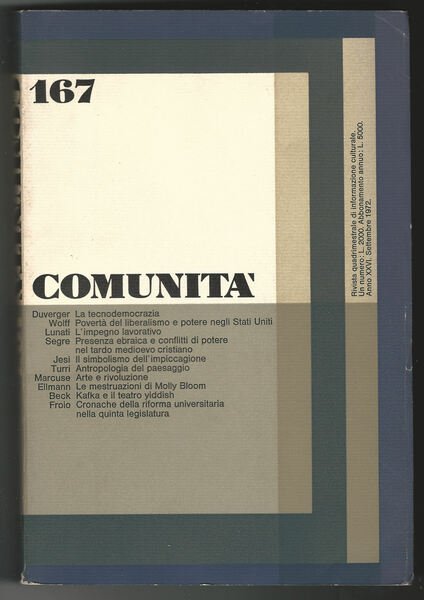 167
COMUNITÀ
Duverger La tecnodemocrazia
Wolff Povertà del liberalismo e potere negli Stati Uniti
Lunati L'impegno lavorativo
Segre Presenza ebraica e conflitti di potere
nel tardo medioevo cristiano
Jesi Il simbolismo dell'impiccagione
Turri Antropologia del paesaggio
Marcuse Arte e rivoluzione
Ellmann Le mestruazioni di Molly Bloom
Beck Kafka e il teatro yiddish
Froio Cronache della riforma universitaria
nella quinta legislatura
Rivista quadrimestrale di informazione culturale.
Un numero: L. 2000. Abbonamento annuo: L. 5000.
Anno XXVI. Settembre 1972.